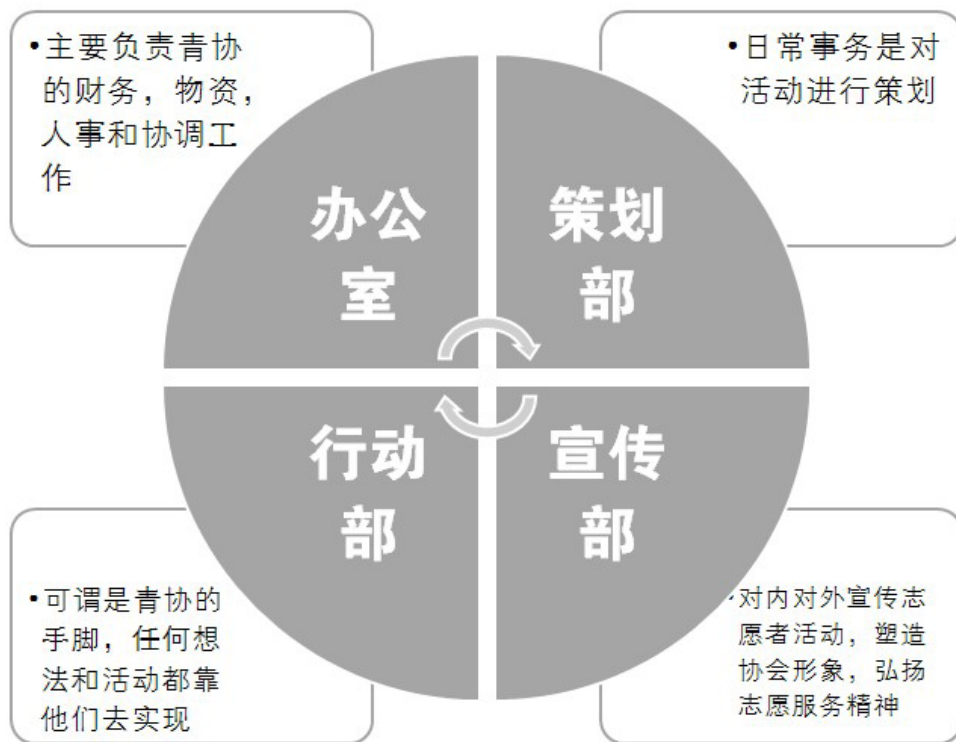 •主要负责青协
的财务，物资，
人事和协调工
作
•日常事务是对
活动进行策划
办公
室
策划
部
行动
部
宣传
部
•可谓是青协的
手脚，任何想
法和活动都靠
他们去实现
•对内对外宣传志
愿者活动，塑造
协会形象，弘扬
志愿服务精神